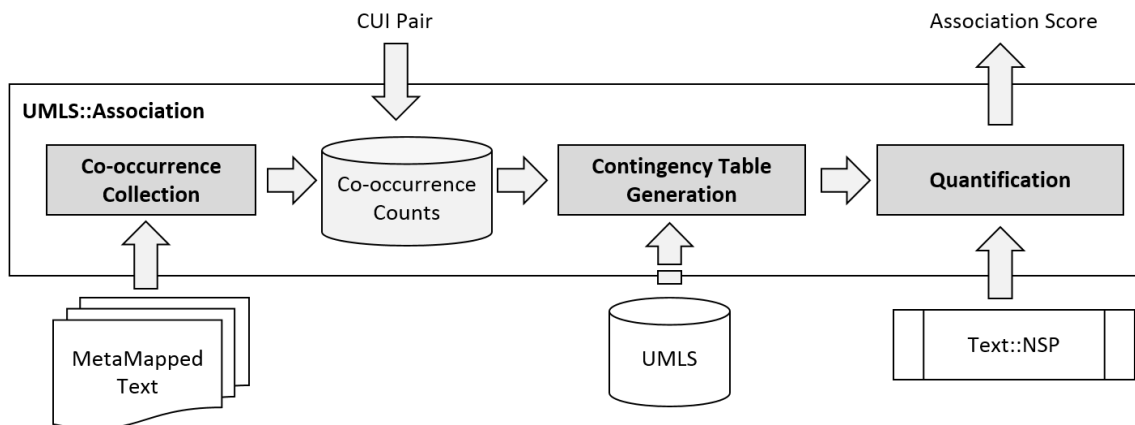 CUI Pair
Association Score
UMLS::Association
Co-occurrence
Collection
Co-occurrence
Counts
Contingency Table
Generation
Quantification
MetaMapped
Text
UMLS
Text::NSP